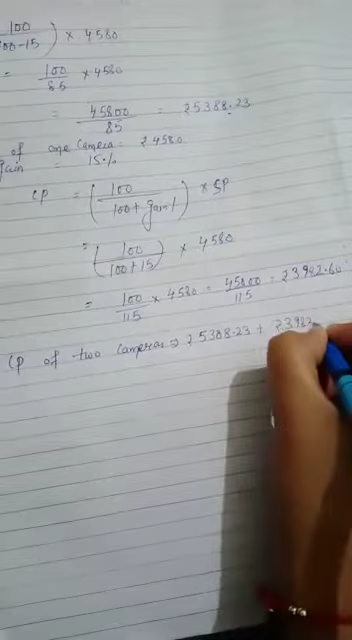 100
00-15) × 4580
= 100/85 × 4580
= 45800/85 = ₹5388.23
of one camera = ₹4580
gain = 15%
CP = (100/100+gain%) × SP
= (100/100+15) × 4580
= 100/115 × 4580 = 45800/115 = ₹3982.60
CP of two cameras ⇒ ₹5388.23 + ₹3982